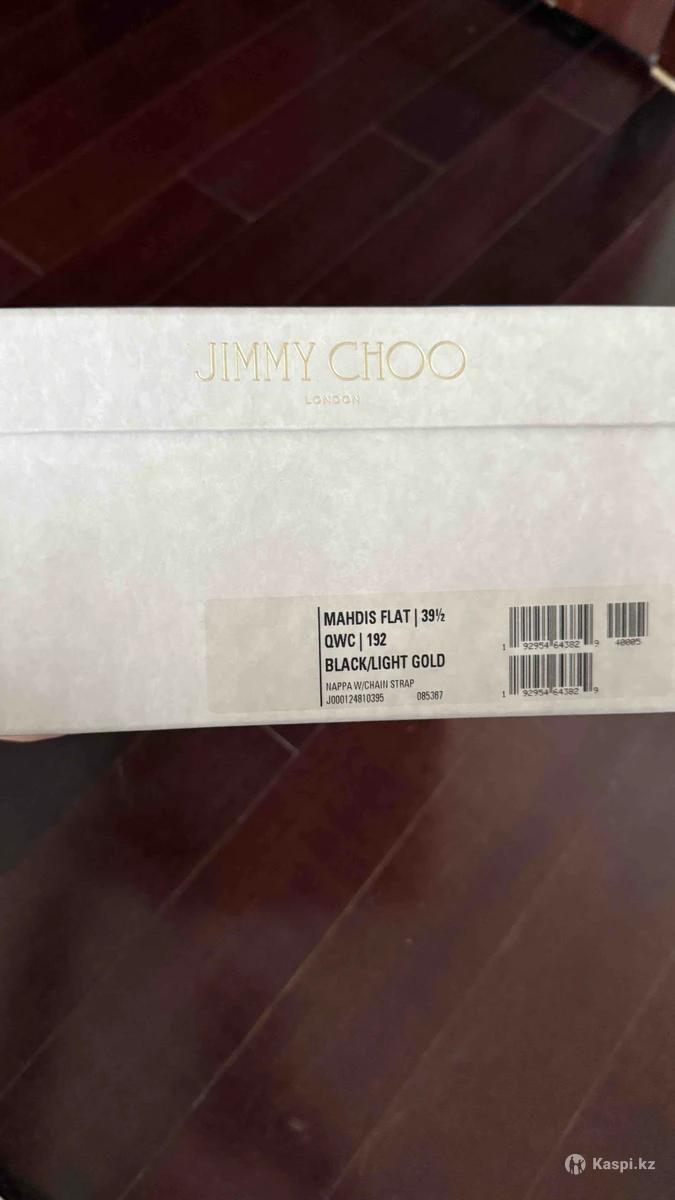 JIMMY CHOO
LONDON
MAHDIS FLAT | 39½
QWC | 192
BLACK/LIGHT GOLD
NAPPA W/CHAIN STRAP
J000124810395 085367
1 92954 64382 9 40005
1 92954 64382 9
Kaspi.kz